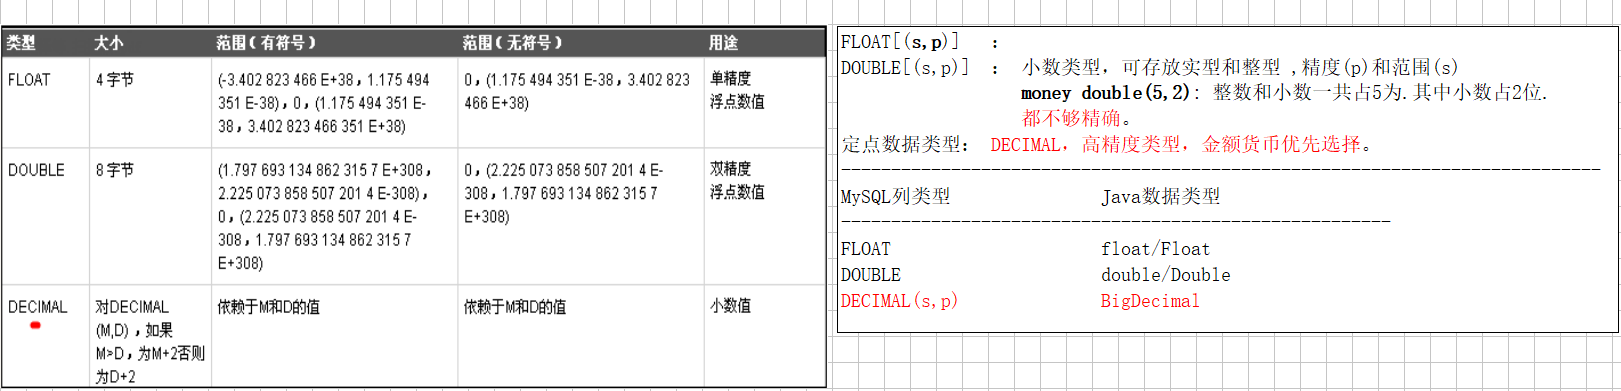 类型 大小 范围（有符号） 范围（无符号） 用途
FLOAT 4 字节 (-3.402 823 466 E+38，1.175 494 0，(1.175 494 351 E-38，3.402 823 单精度
351 E-38)，0，(1.175 494 351 E- 466 E+38) 浮点数值
38，3.402 823 466 351 E+38)
DOUBLE 8 字节 (1.797 693 134 862 315 7 E+308， 0，(2.225 073 858 507 201 4 E- 双精度
2.225 073 858 507 201 4 E-308)， 308，1.797 693 134 862 315 7 浮点数值
0，(2.225 073 858 507 201 4 E- E+308)
308，1.797 693 134 862 315 7
E+308)
DECIMAL 对DECIMAL 依赖于M和D的值 依赖于M和D的值 小数值
(M,D) ，如果
M>D，为M+2否则
为D+2
FLOAT[(s,p)] ：
DOUBLE[(s,p)] ： 小数类型，可存放实型和整型 ,精度(p)和范围(s)
money double(5,2): 整数和小数一共占5为.其中小数占2位.
都不够精确。
定点数据类型： DECIMAL，高精度类型，金额货币优先选择。
----------------------------------------------------------------------------
MySQL列类型 Java数据类型
-------------------------------------------------------
FLOAT float/Float
DOUBLE double/Double
DECIMAL(s,p) BigDecimal